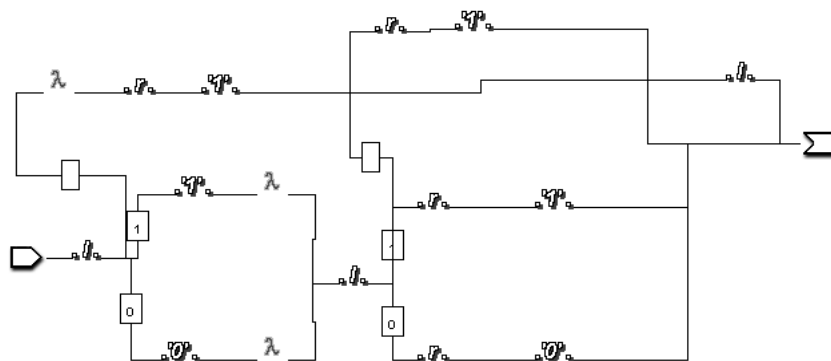 .r. .'1'.
λ .r. .'1'. .l.
.'1'. λ .r. .'1'.
1
.l. 1
.l.
0 0
.'0'. λ .r. .'0'.